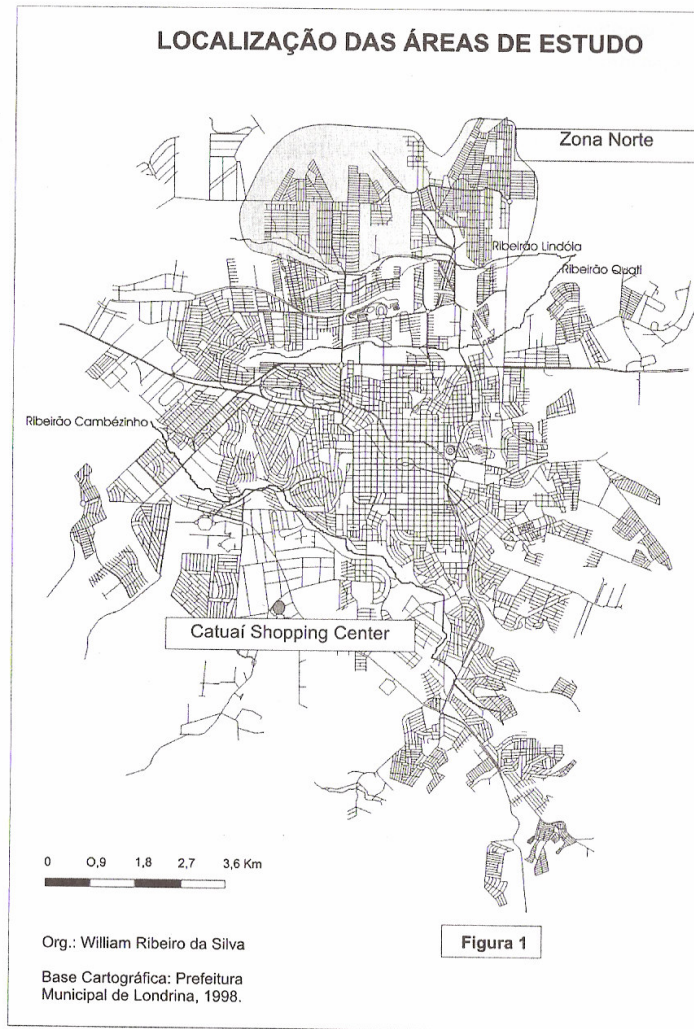 LOCALIZAÇÃO DAS ÁREAS DE ESTUDO
Zona Norte
Ribeirão Lindóia
Ribeirão Quati
Ribeirão Cambézinho
Catuaí Shopping Center
0 O,9 1,8 2,7 3,6 Km
Org.: William Ribeiro da Silva
Figura 1
Base Cartográfica: Prefeitura
Municipal de Londrina, 1998.